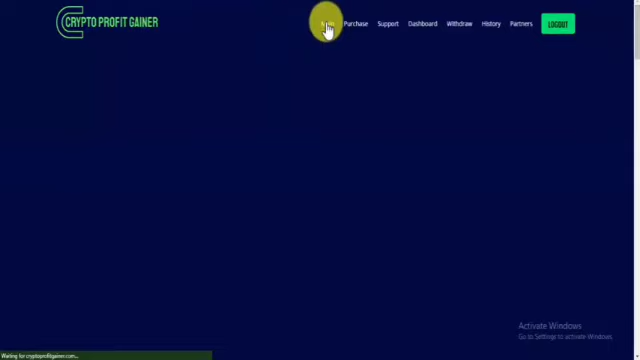 CRYPTO PROFIT GAINER
Purchase Support Dashboard Withdraw History Partners LOGOUT
Activate Windows
Go to Settings to activate Windows.
Waiting for cryptoprofitgainer.com...